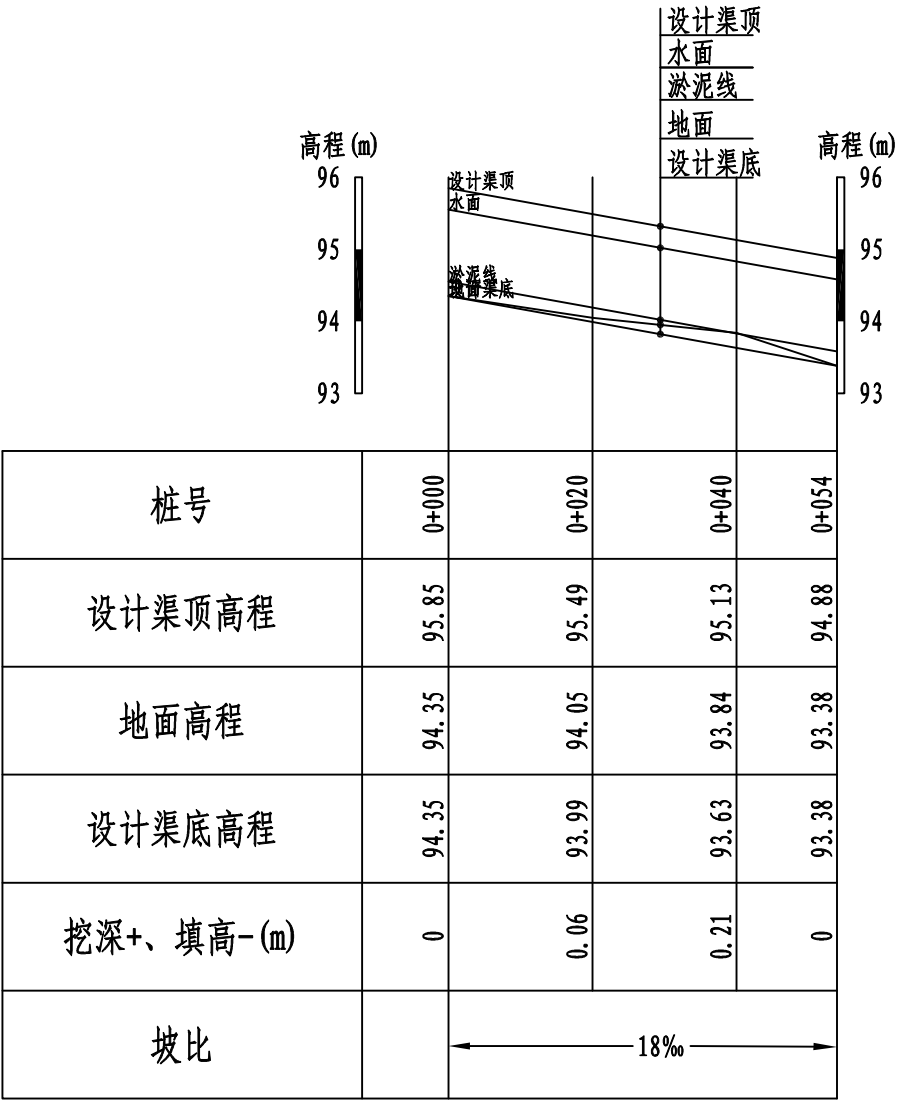 设计渠顶
水面
淤泥线
地面
设计渠底
高程(m)
高程(m)
96
95
94
93
96
95
94
93
设计渠顶
水面
淤泥线
桩号
0+000
0+020
0+040
0+054
设计渠顶高程
95.85
95.49
95.13
94.88
地面高程
94.35
94.05
93.84
93.38
设计渠底高程
94.35
93.99
93.63
93.38
挖深+、填高-(m)
0
0.06
0.21
0
坡比
18‰